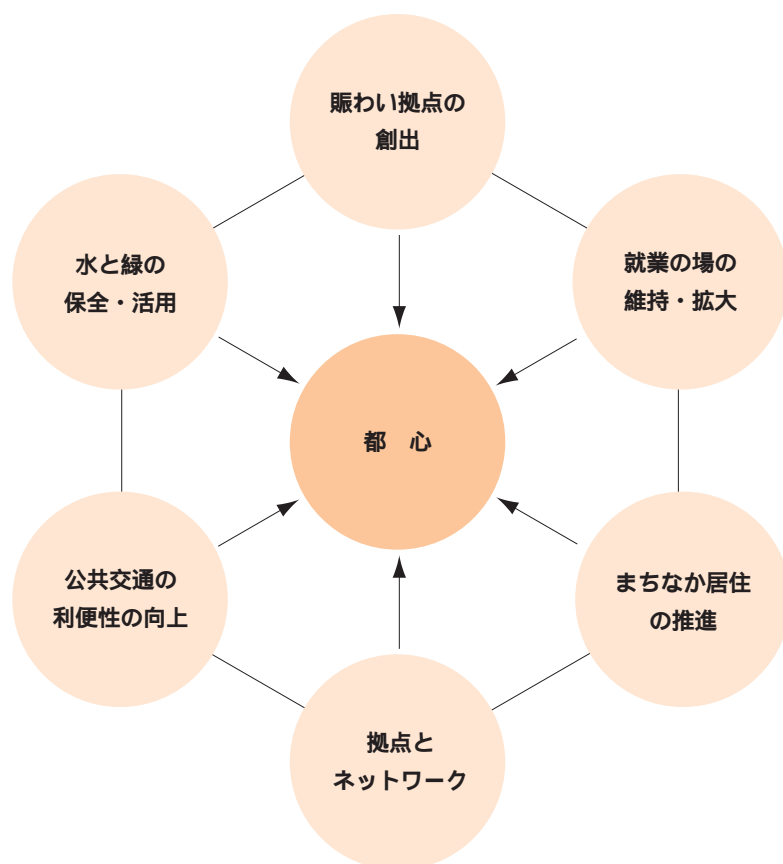 賑わい拠点の
創出
水と緑の
保全・活用
就業の場の
維持・拡大
都　心
公共交通の
利便性の向上
まちなか居住
の推進
拠点と
ネットワーク